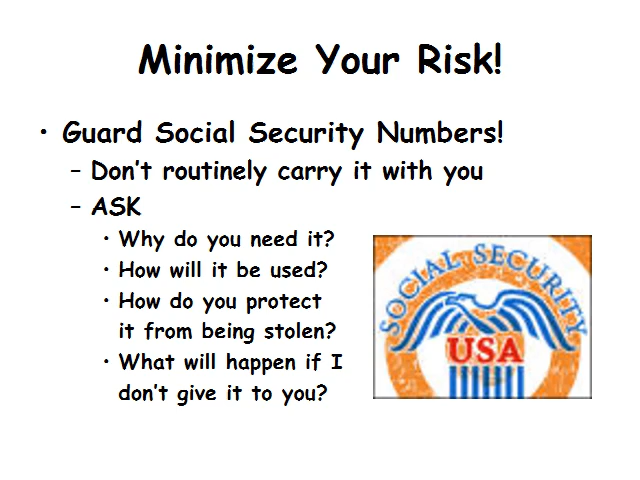 Minimize Your Risk!
• Guard Social Security Numbers!
– Don't routinely carry it with you
– ASK
• Why do you need it?
• How will it be used?
• How do you protect
it from being stolen?
• What will happen if I
don't give it to you?
SOCIAL SECURITY
USA